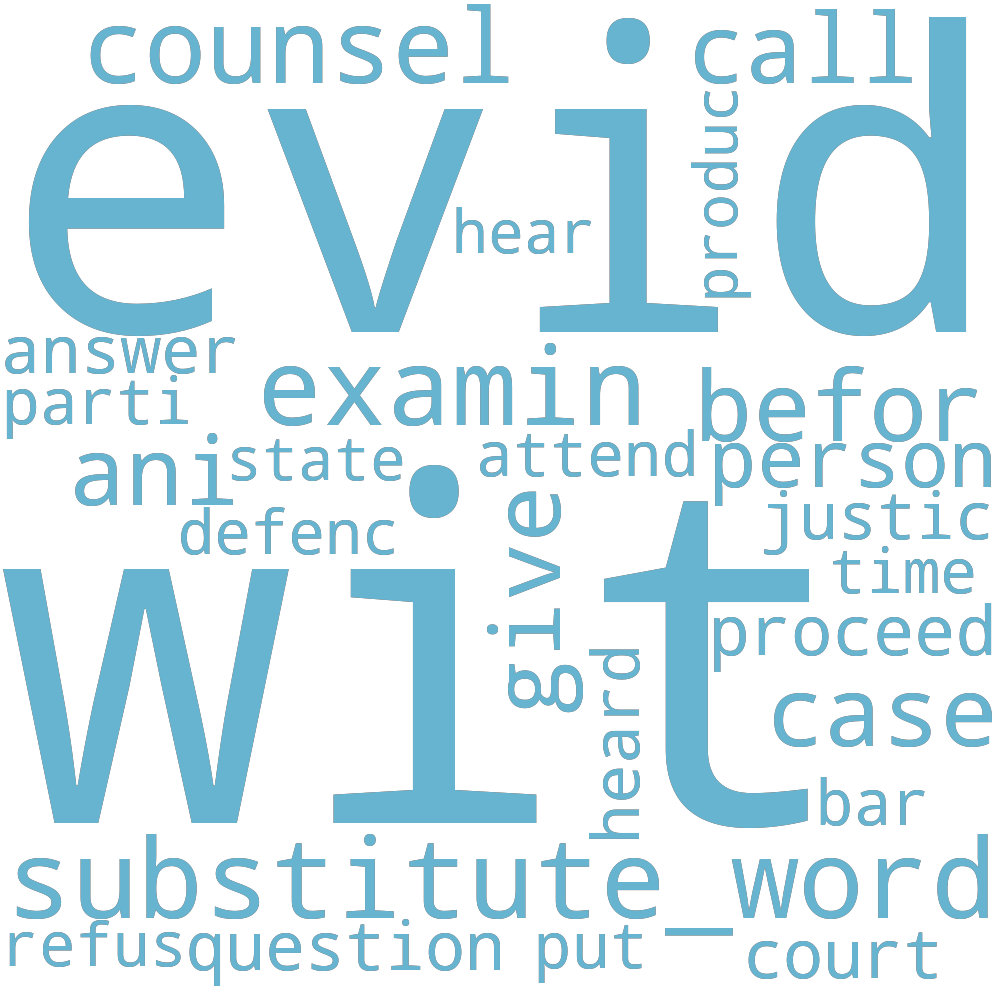 counsel
call
evid
produc
hear
answer
examin
parti
befor
ani
state
attend
person
defenc
give
justic
time
wit
proceed
heard
case
bar
substitute_word
refus
question
put
court